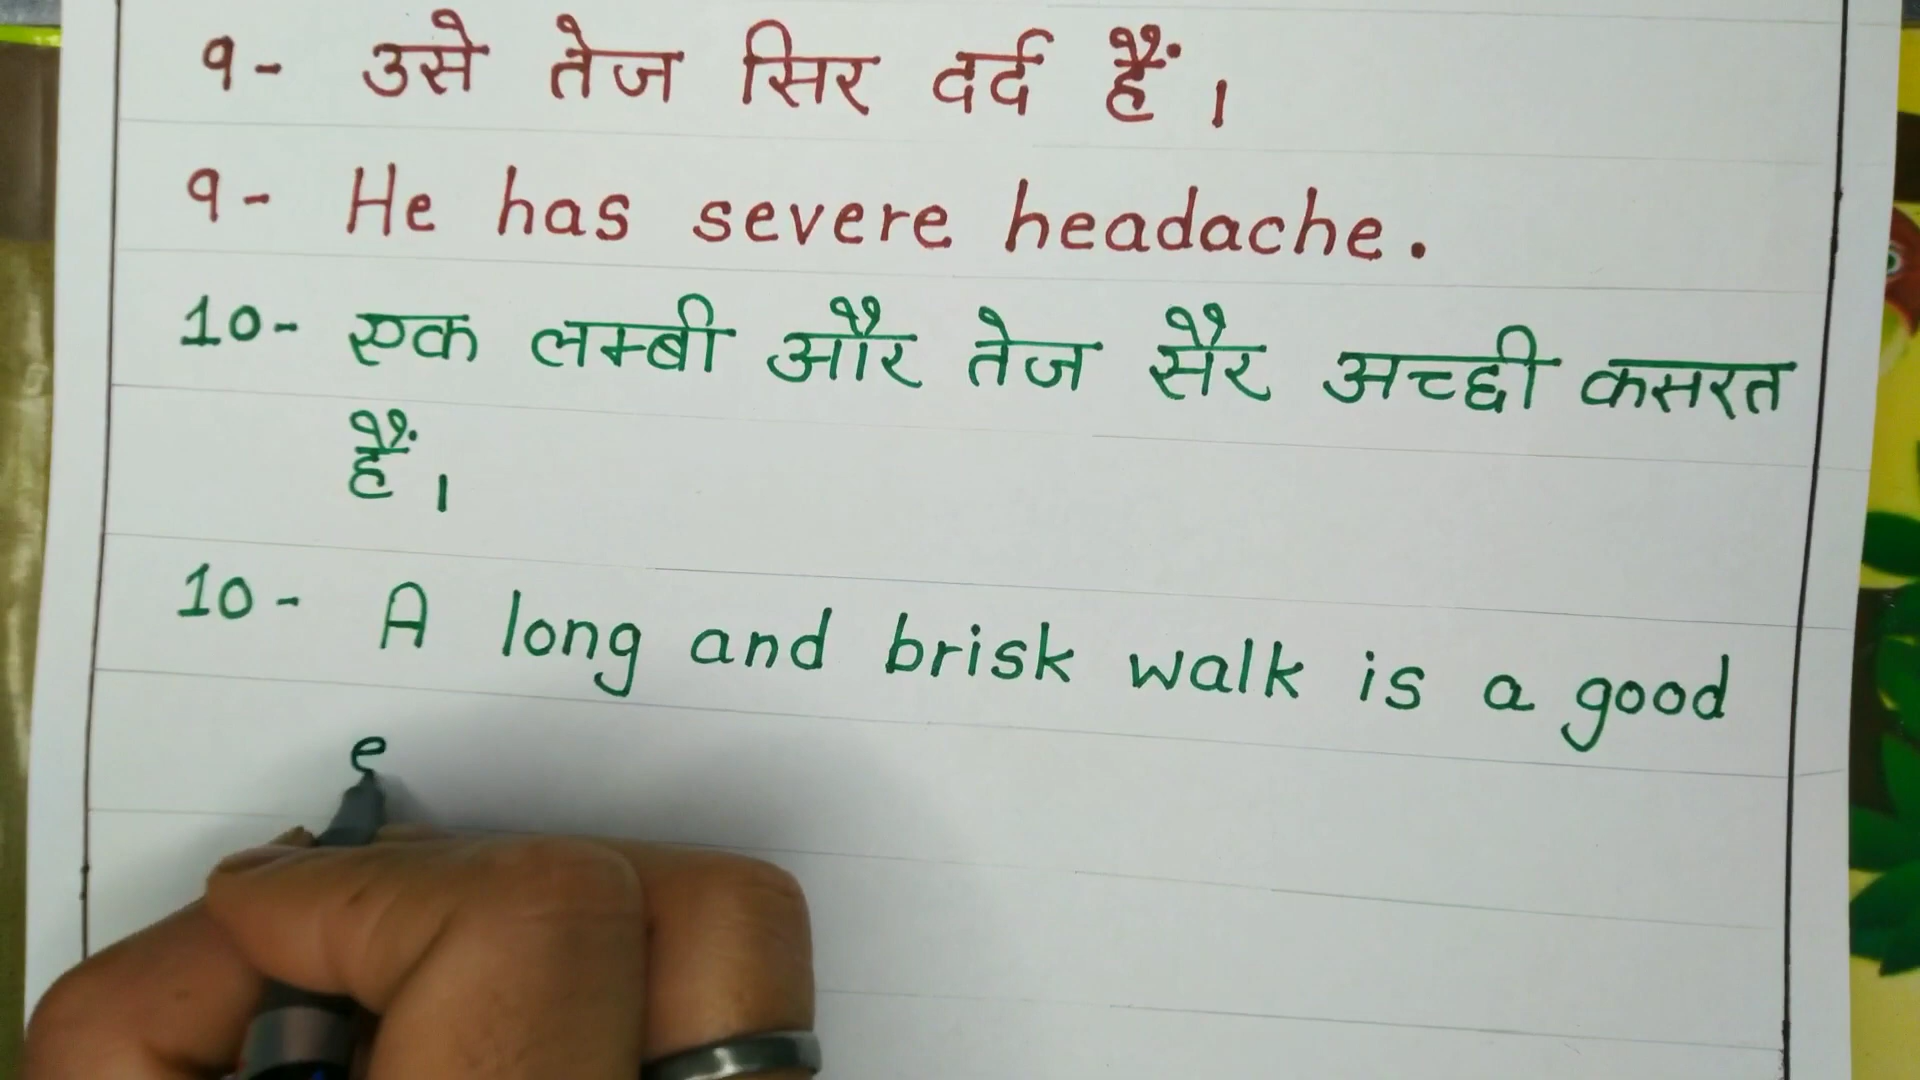 9- उसे तेज सिर दर्द हैं।
9- He has severe headache.
10- एक लम्बी और तेज सैर अच्छी कसरत
हैं।
10- A long and brisk walk is a good
e